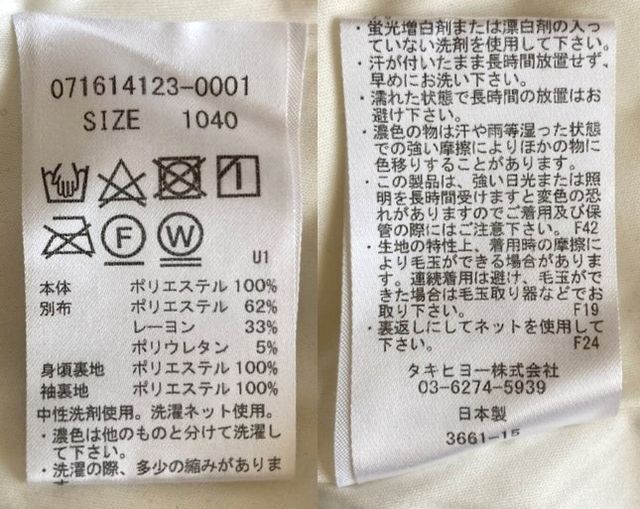 071614123-0001
SIZE 1040
F
W
U1
本体 ポリエステル 100%
別布 ポリエステル 62%
レーヨン 33%
ポリウレタン 5%
身頃裏地 ポリエステル 100%
袖裏地 ポリエステル 100%
中性洗剤使用。洗濯ネット使用。
・濃色は他のものと分けて洗濯し
て下さい。
・洗濯の際、多少の縮みがありま
す
・蛍光増白剤または漂白剤の入っ
ていない洗剤を使用して下さい。
・汗が付いたまま長時間放置せず、
早めにお洗い下さい。
・濡れた状態で長時間の放置はお
避け下さい。
・濃色の物は汗や雨等湿った状態
での強い摩擦によりほかの物に
色移りすることがあります。
・この製品は、強い日光または照
明を長時間受けますと変色の恐
れがありますのでご着用及び保
管の際にはご注意下さい。F42
・生地の特性上、着用時の摩擦に
より毛玉ができる場合がありま
す。連続着用は避け、毛玉がで
きた場合は毛玉取り器などでお
取り下さい。 F19
・裏返しにしてネットを使用して
下さい。 F24
タキヒヨー株式会社
03-6274-5939
日本製
3661-15